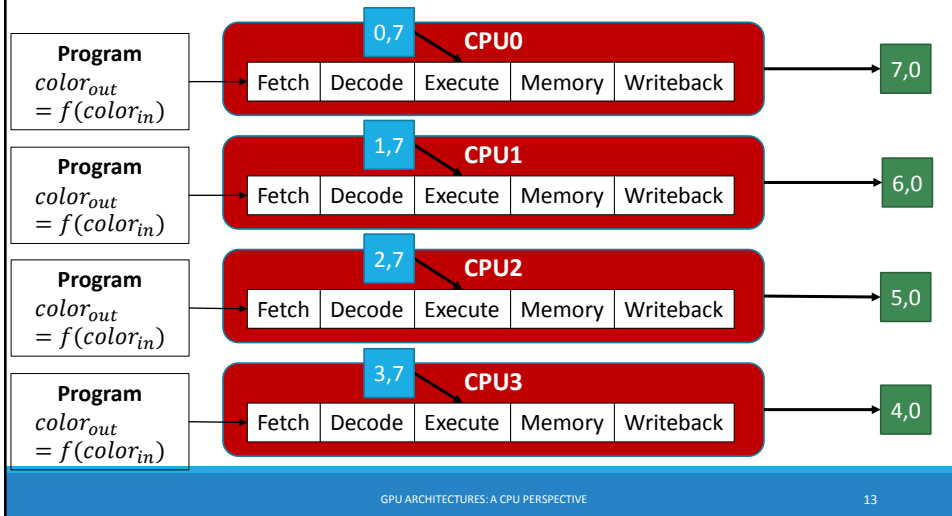 0,7
CPU0
Program
color_out
= f(color_in)
Fetch Decode Execute Memory Writeback
7,0
1,7
CPU1
Program
color_out
= f(color_in)
Fetch Decode Execute Memory Writeback
6,0
2,7
CPU2
Program
color_out
= f(color_in)
Fetch Decode Execute Memory Writeback
5,0
3,7
CPU3
Program
color_out
= f(color_in)
Fetch Decode Execute Memory Writeback
4,0
GPU ARCHITECTURES: A CPU PERSPECTIVE
13